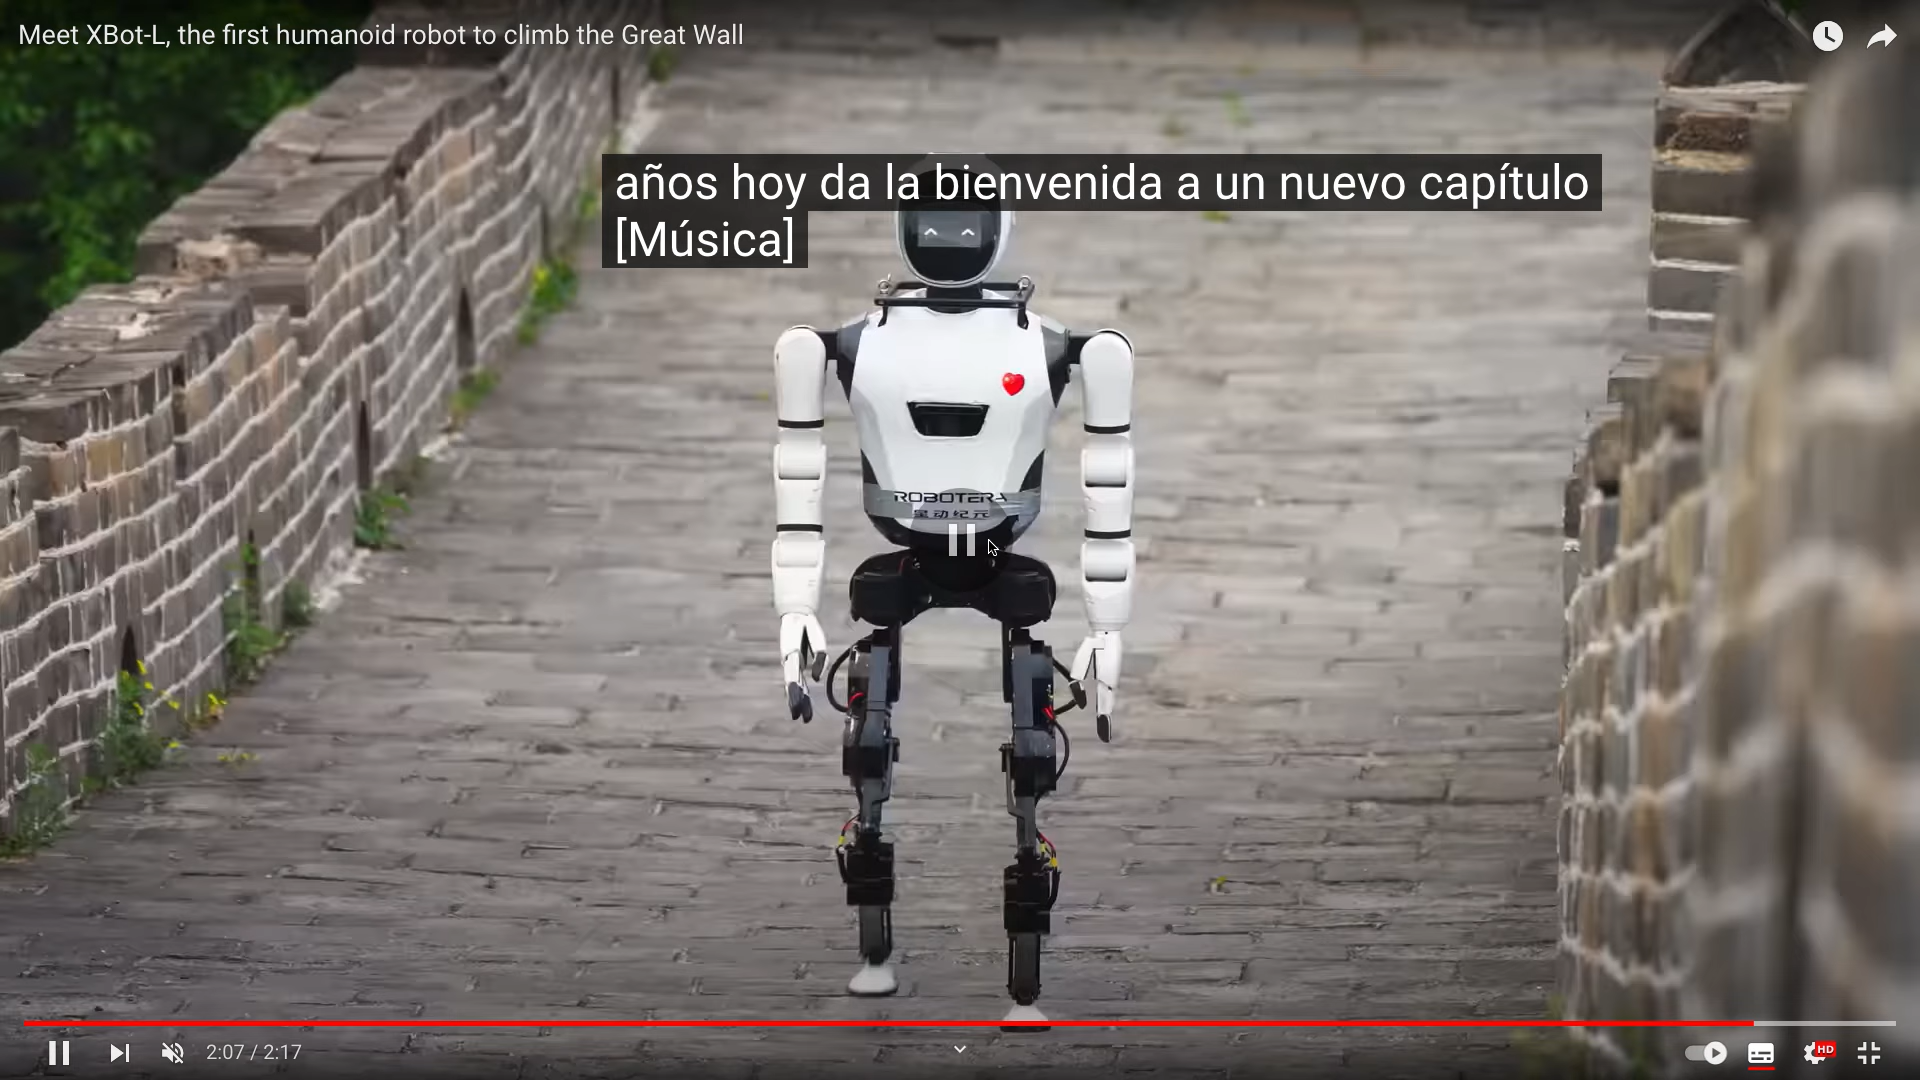 Meet XBot-L, the first humanoid robot to climb the Great Wall
años hoy da la bienvenida a un nuevo capítulo
[Música]
ROBOTERA
星动纪元
2:07 / 2:17
HD